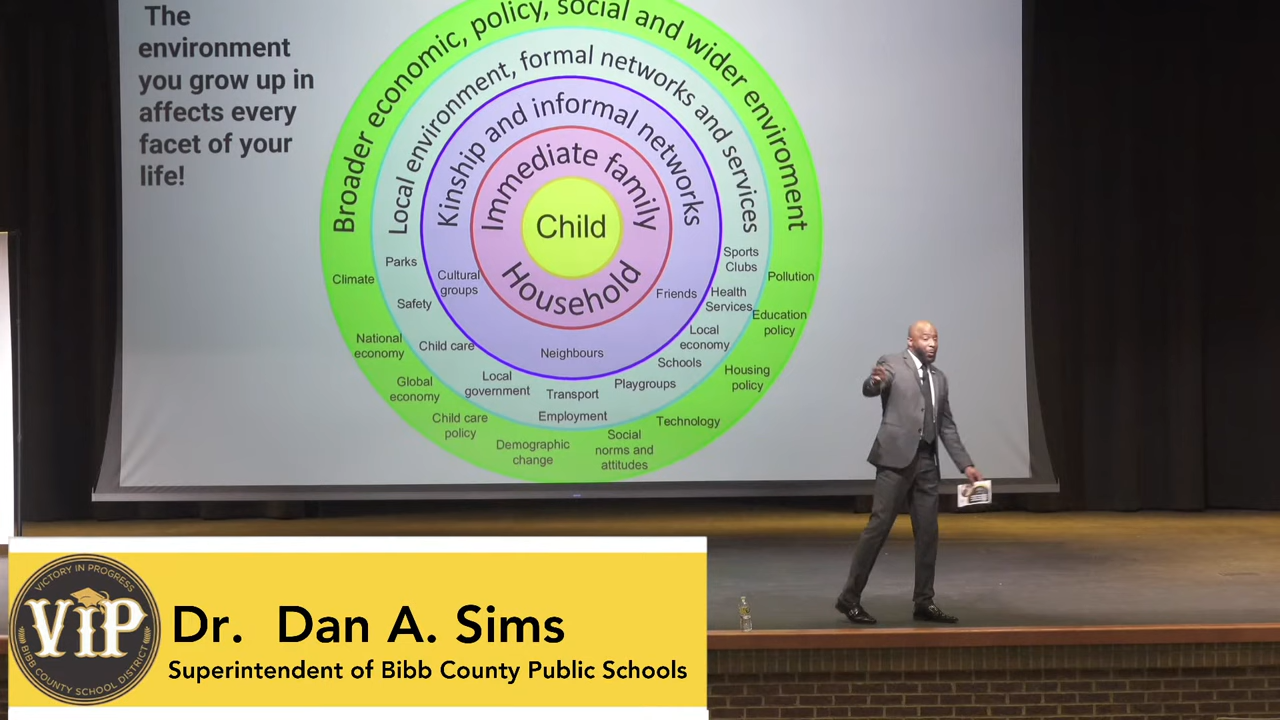 The
environment
you grow up in
affects every
facet of your
life!
Broader economic, policy, social and wider enviroment
Local environment, formal networks and services
Kinship and informal networks
Immediate family
Child
Household
Parks
Climate
Cultural
groups
Safety
Friends
Sports
Clubs
Pollution
Health
Services
Education
policy
National
economy
Child care
Neighbours
Local
economy
Schools
Housing
policy
Global
economy
Local
government
Transport
Playgroups
Child care
policy
Employment
Technology
Demographic
change
Social
norms and
attitudes
VICTORY IN PROGRESS
VIP
BIBB COUNTY SCHOOL DISTRICT
Dr. Dan A. Sims
Superintendent of Bibb County Public Schools